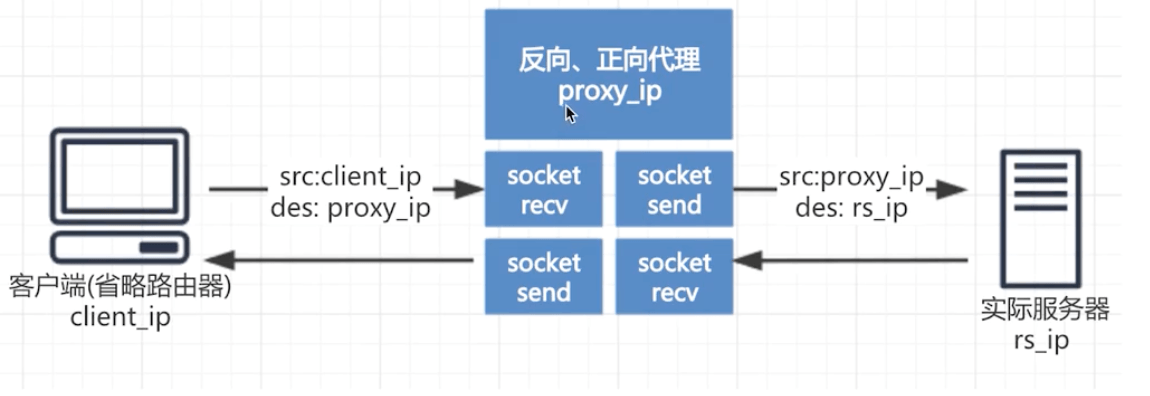 反向、正向代理
proxy_ip
src:client_ip
des: proxy_ip
socket
recv
socket
send
src:proxy_ip
des: rs_ip
socket
send
socket
recv
客户端(省略路由器)
client_ip
实际服务器
rs_ip